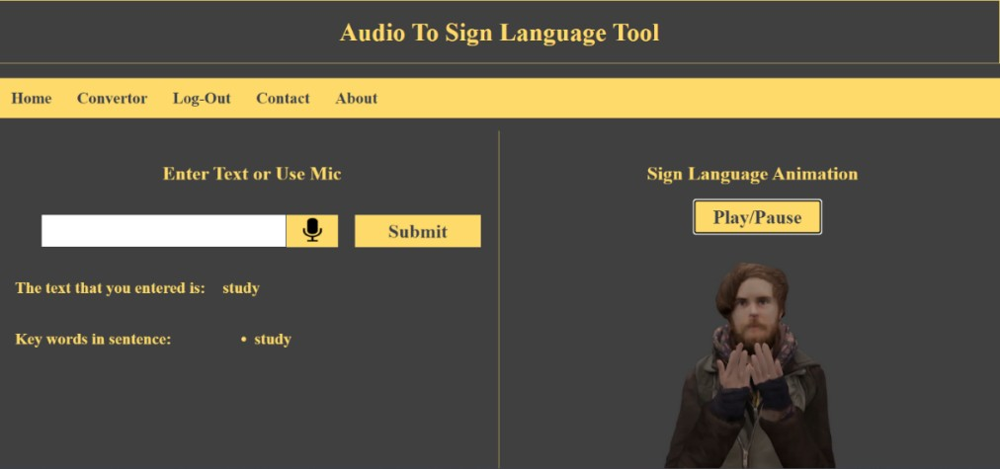 Audio To Sign Language Tool
Home Convertor Log-Out Contact About
Enter Text or Use Mic
Submit
The text that you entered is: study
Key words in sentence: • study
Sign Language Animation
Play/Pause